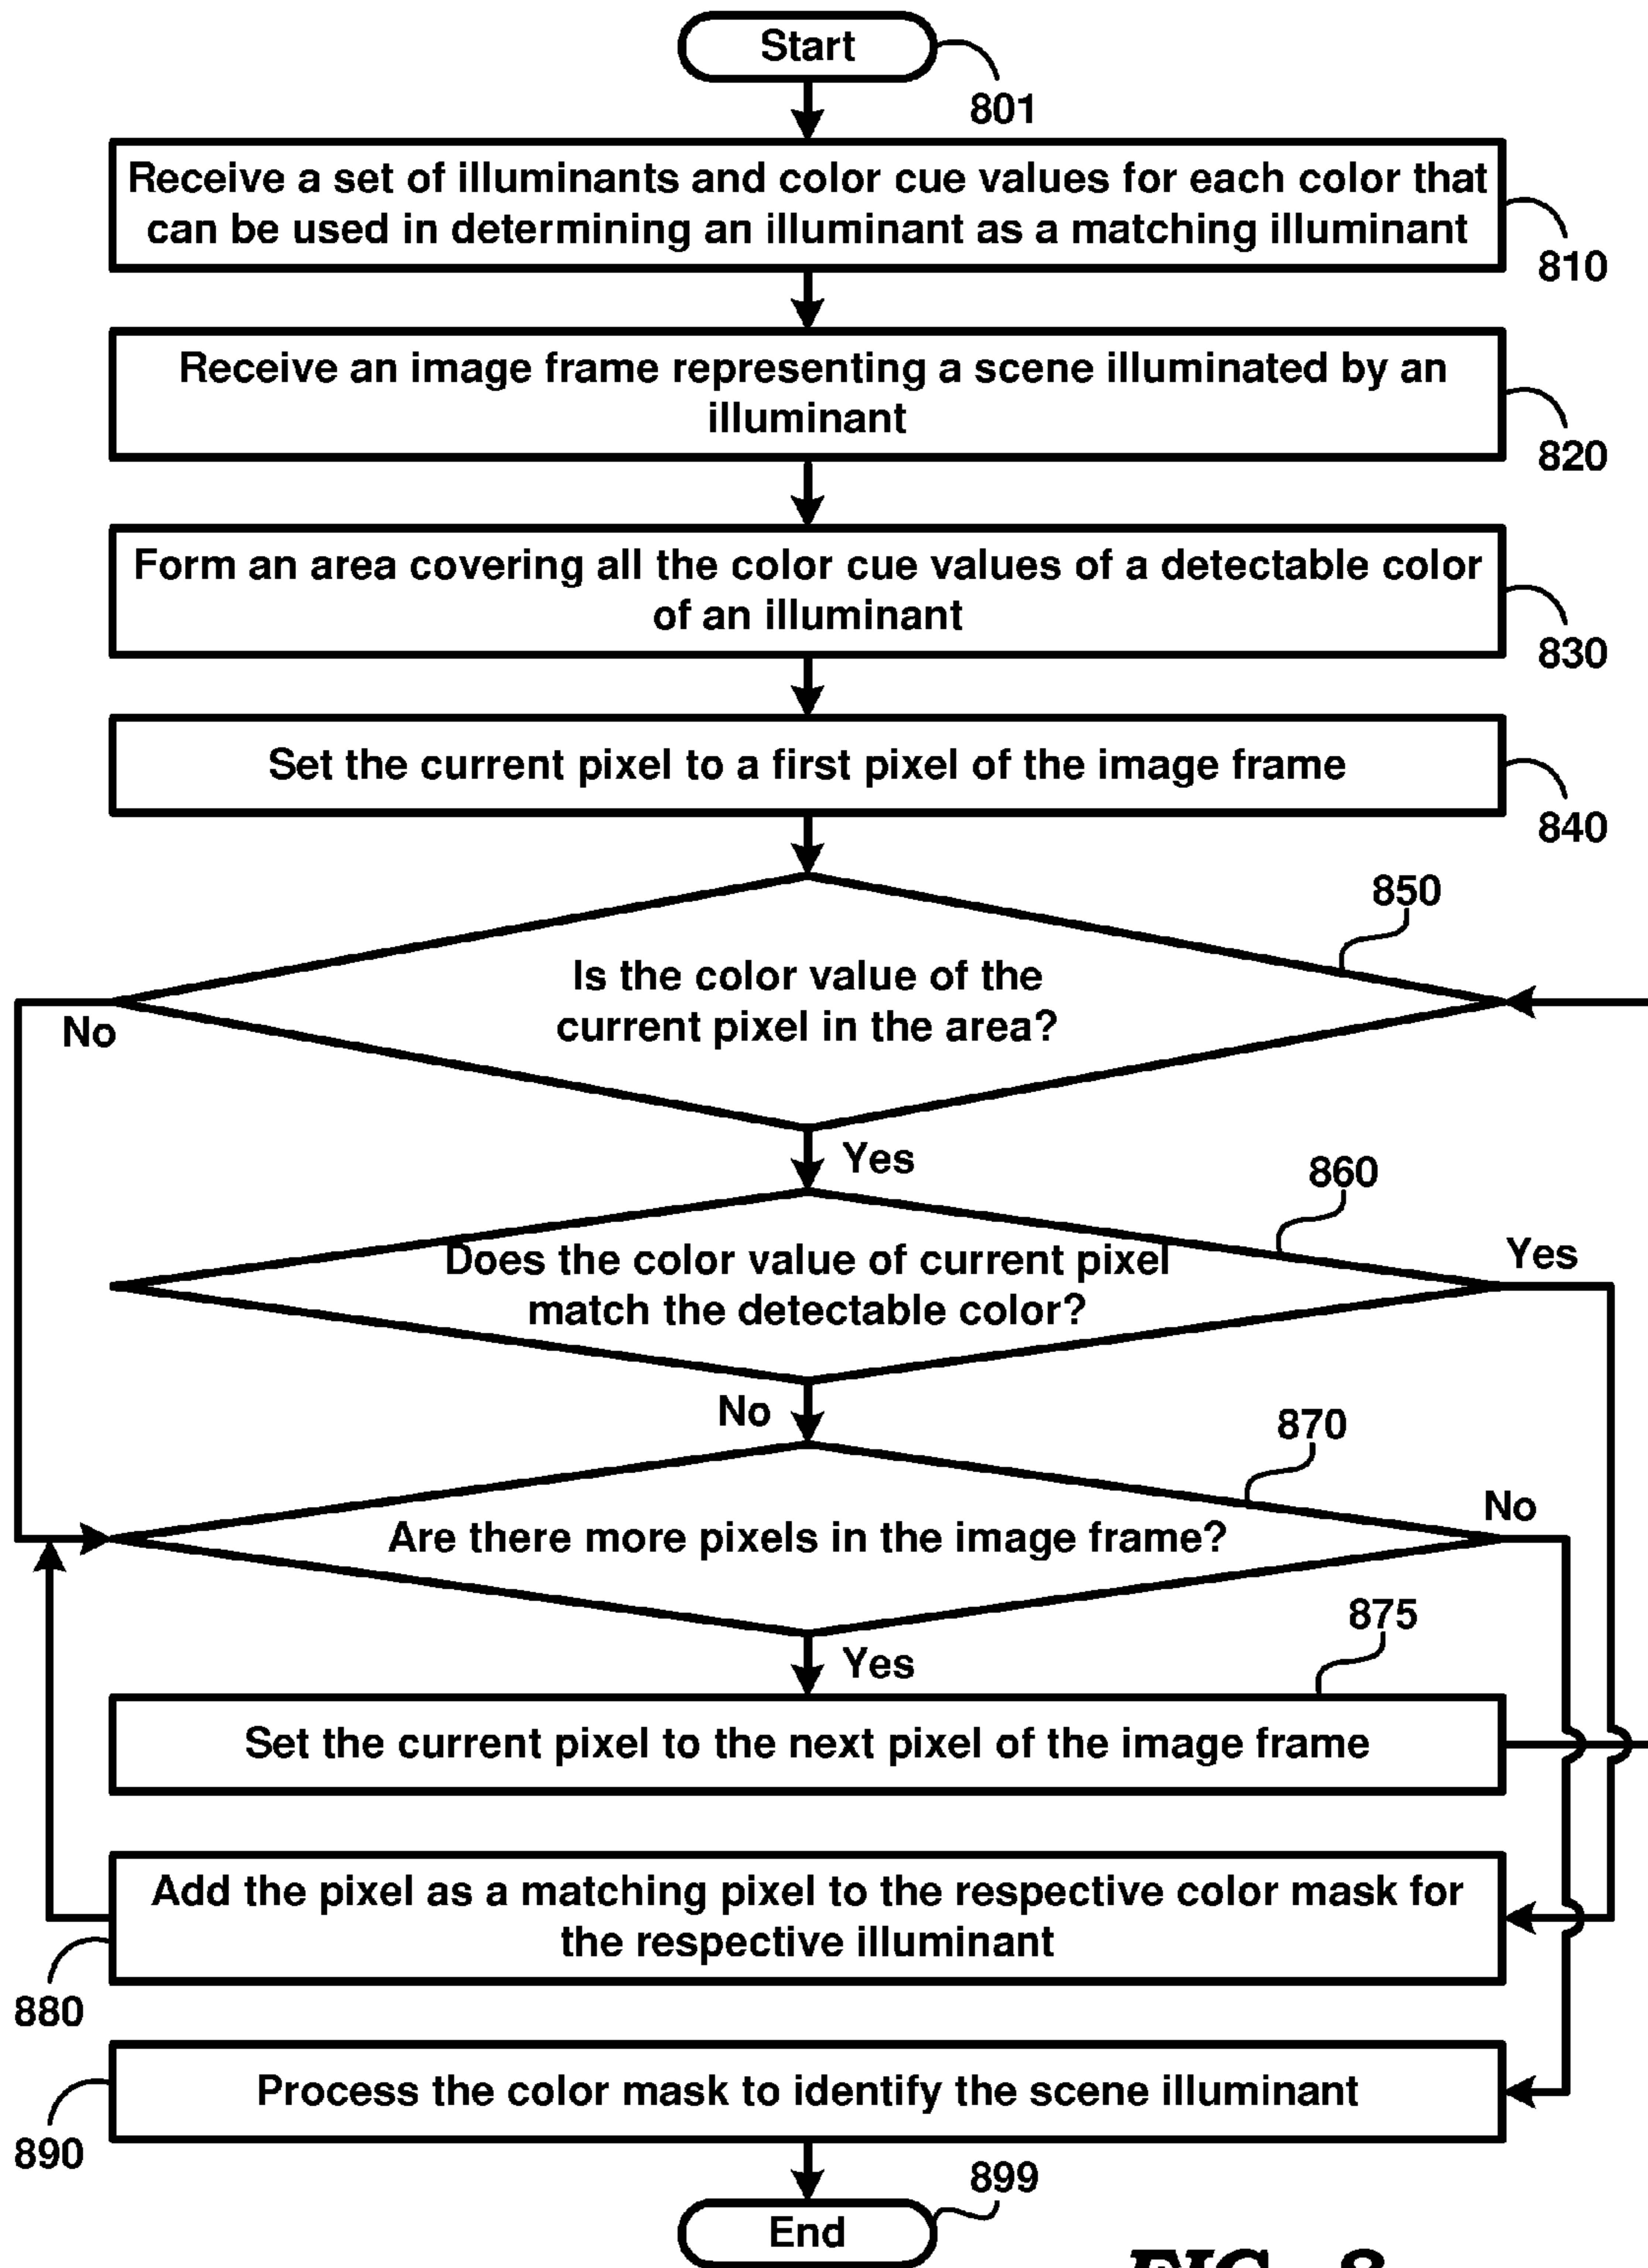 Start
801
Receive a set of illuminants and color cue values for each color that
can be used in determining an illuminant as a matching illuminant
810
Receive an image frame representing a scene illuminated by an
illuminant
820
Form an area covering all the color cue values of a detectable color
of an illuminant
830
Set the current pixel to a first pixel of the image frame
840
850
Is the color value of the
current pixel in the area?
No
Yes
860
Does the color value of current pixel
match the detectable color?
Yes
No
870
Are there more pixels in the image frame?
No
Yes
875
Set the current pixel to the next pixel of the image frame
Add the pixel as a matching pixel to the respective color mask for
the respective illuminant
880
Process the color mask to identify the scene illuminant
890
899
End
FIG. 8